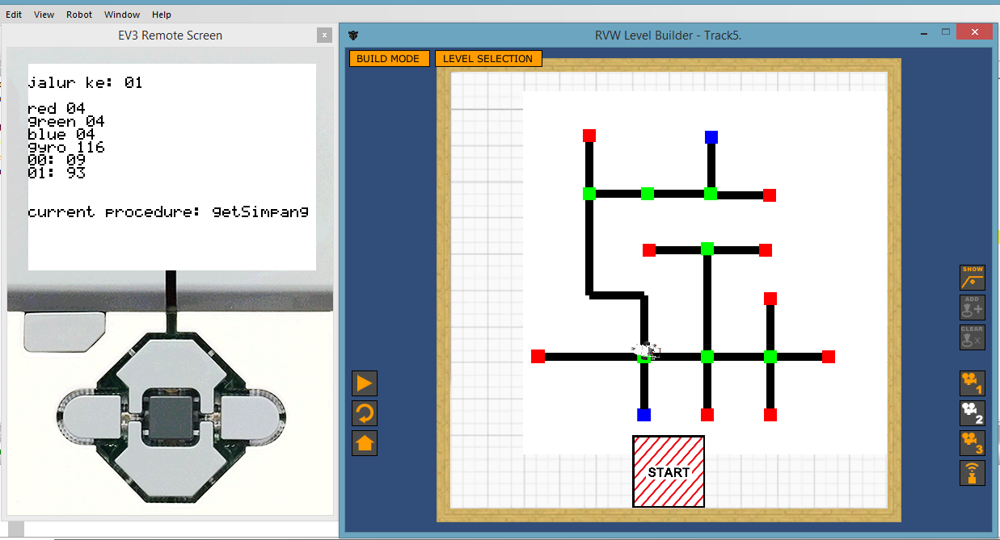 Edit View Robot Window Help
EV3 Remote Screen
x
jalur ke: 01
red 04
green 04
blue 04
gyro 116
00: 09
01: 93
current procedure: getSimpang
RVW Level Builder - Track5.
BUILD MODE
LEVEL SELECTION
START
SHOW
ADD
CLEAR
1
2
3